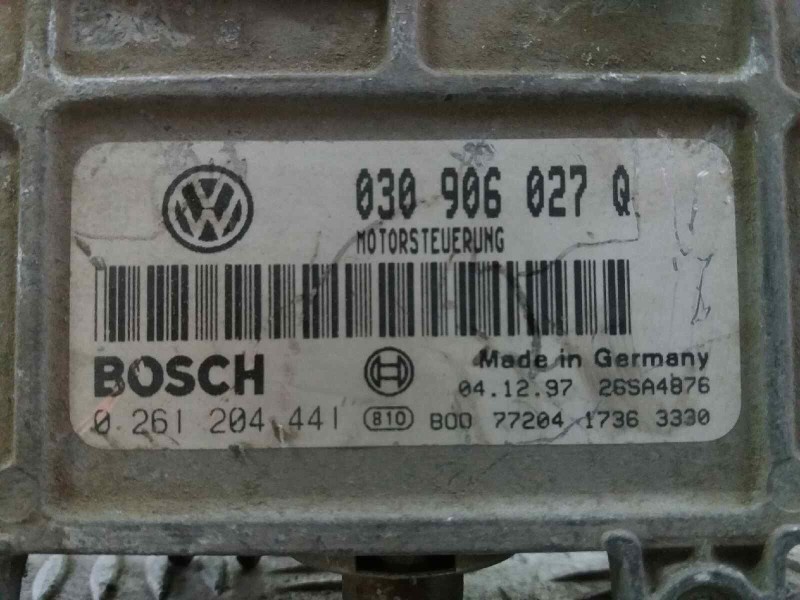 030 906 027 Q
MOTORSTEUERUNG
BOSCH
Made in Germany
04.12.97 26SA4876
0 261 204 441 810 B00 77204 1736 3330